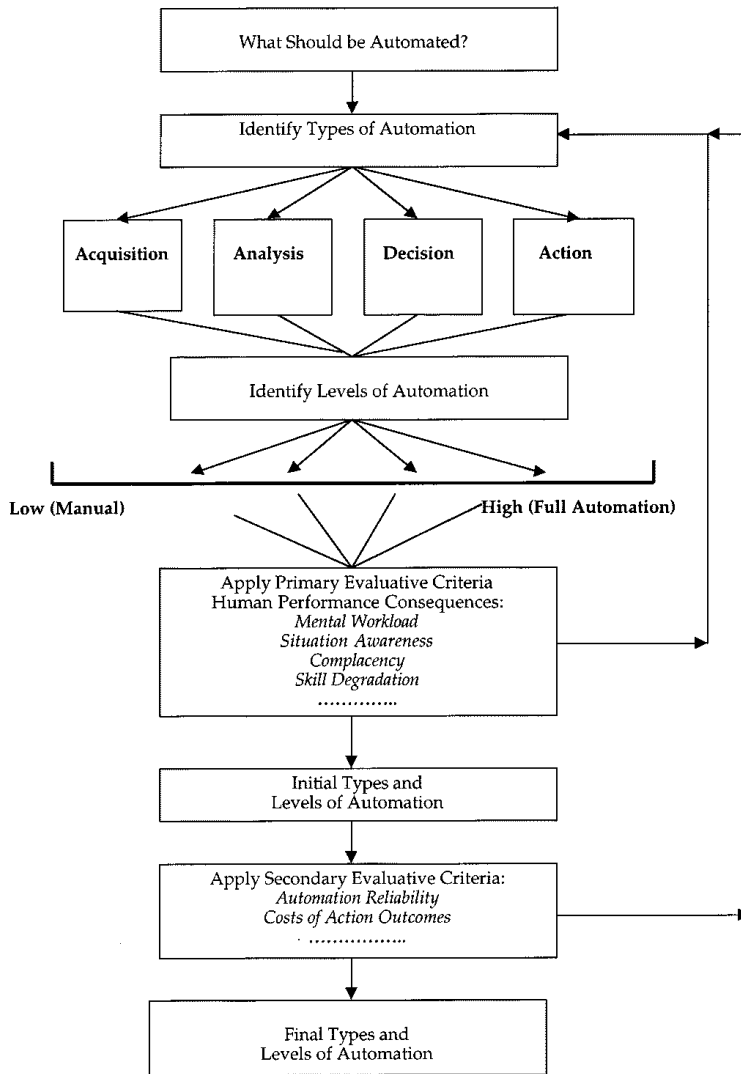 What Should be Automated?
Identify Types of Automation
Acquisition
Analysis
Decision
Action
Identify Levels of Automation
Low (Manual)
High (Full Automation)
Apply Primary Evaluative Criteria
Human Performance Consequences:
Mental Workload
Situation Awareness
Complacency
Skill Degradation
..............
Initial Types and
Levels of Automation
Apply Secondary Evaluative Criteria:
Automation Reliability
Costs of Action Outcomes
.................
Final Types and
Levels of Automation